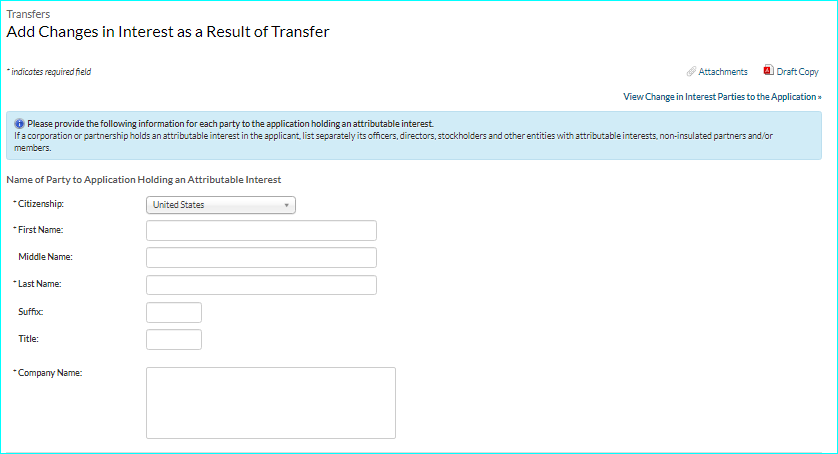 Transfers
Add Changes in Interest as a Result of Transfer
* indicates required field
Attachments
Draft Copy
View Change in Interest Parties to the Application »
Please provide the following information for each party to the application holding an attributable interest.
If a corporation or partnership holds an attributable interest in the applicant, list separately its officers, directors, stockholders and other entities with attributable interests, non-insulated partners and/or
members.
Name of Party to Application Holding an Attributable Interest
* Citizenship:
United States
* First Name:
Middle Name:
* Last Name:
Suffix:
Title:
* Company Name: